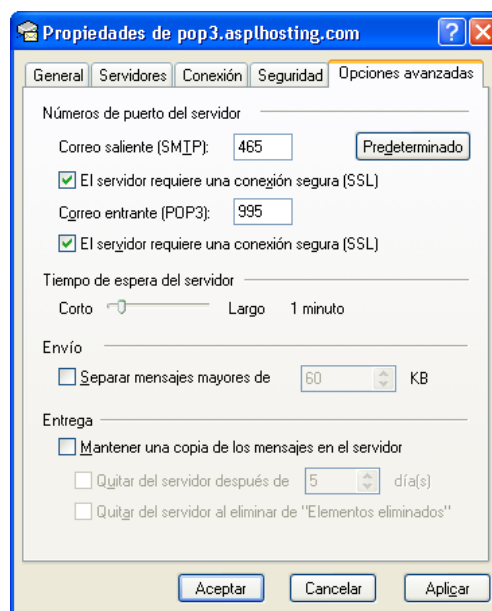 Propiedades de pop3.asplhosting.com
General Servidores Conexión Seguridad Opciones avanzadas
Números de puerto del servidor
Correo saliente (SMTP): 465 Predeterminado
El servidor requiere una conexión segura (SSL)
Correo entrante (POP3): 995
El servidor requiere una conexión segura (SSL)
Tiempo de espera del servidor
Corto Largo 1 minuto
Envío
Separar mensajes mayores de 60 KB
Entrega
Mantener una copia de los mensajes en el servidor
Quitar del servidor después de 5 día(s)
Quitar del servidor al eliminar de "Elementos eliminados"
Aceptar Cancelar Aplicar